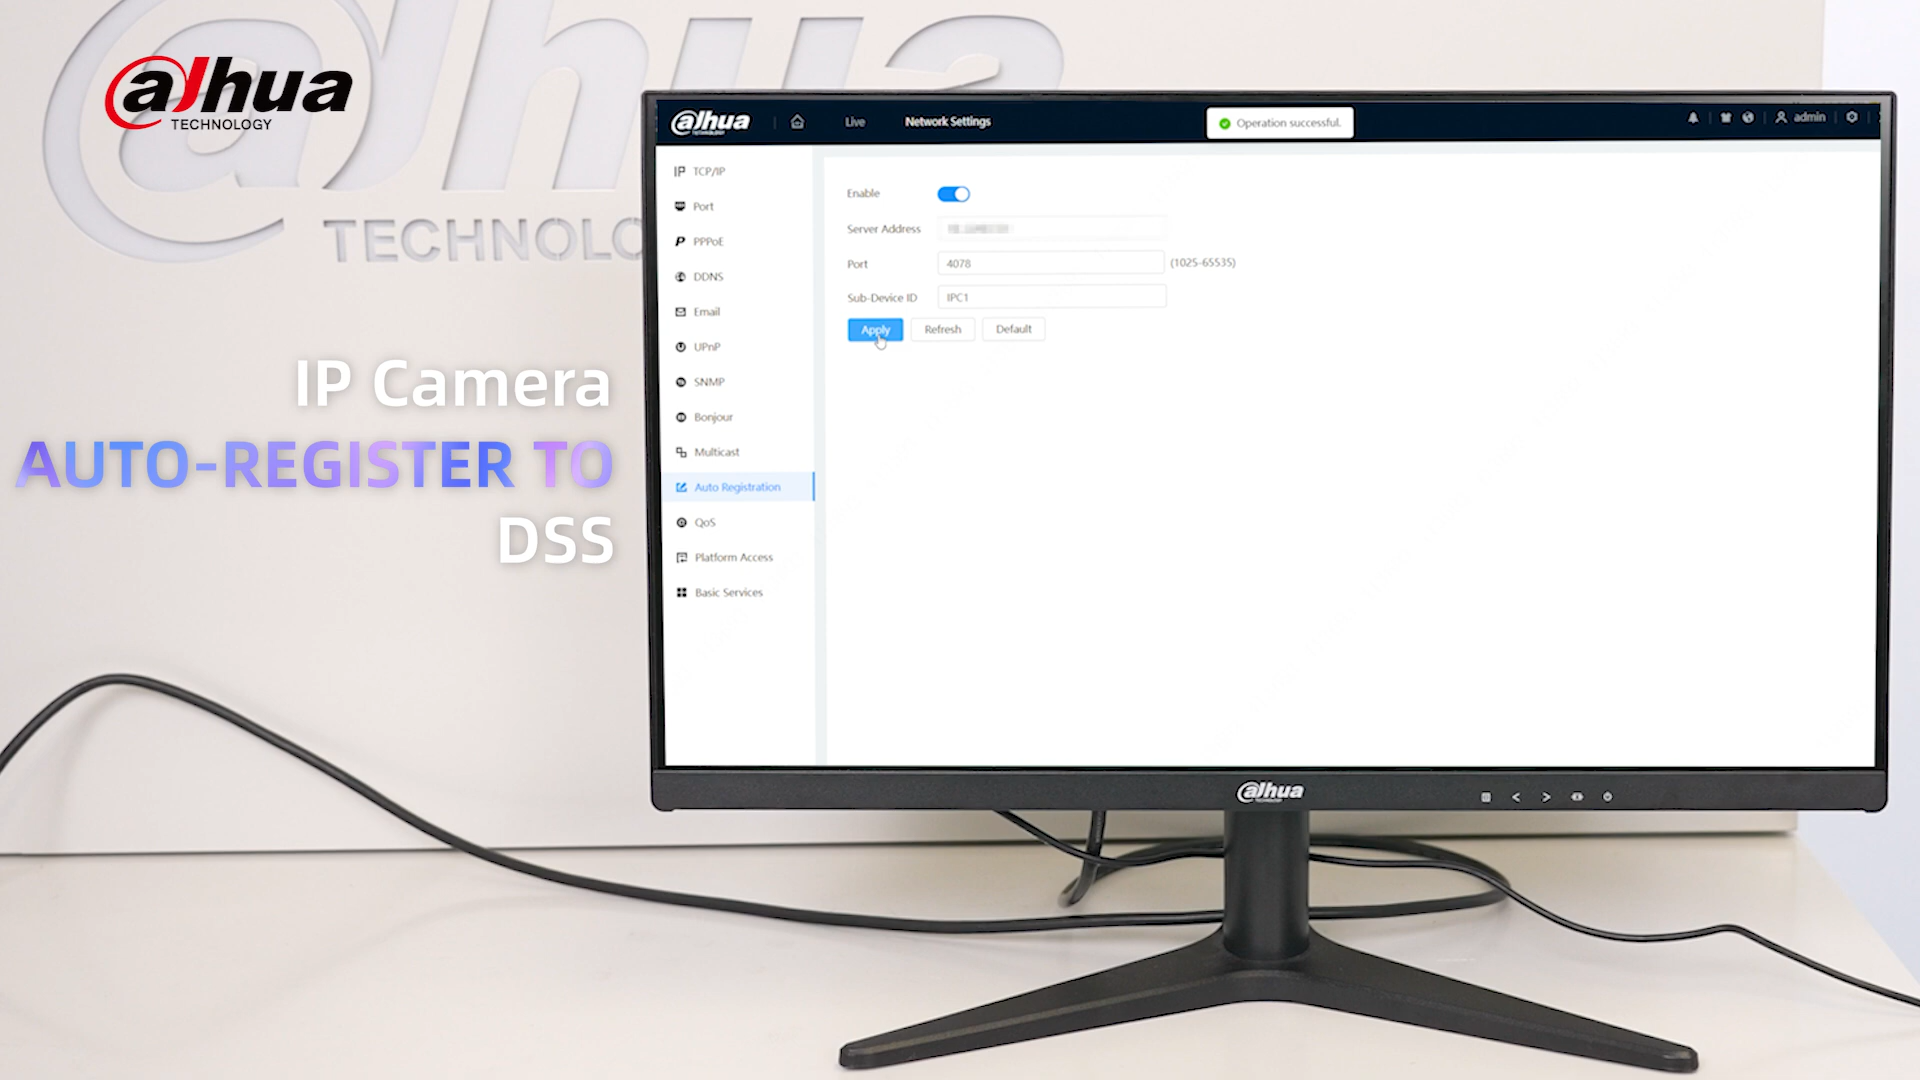 alhua
TECHNOLOGY
TECHNOLO
IP Camera
AUTO-REGISTER TO
DSS
alhua
TECHNOLOGY
Live
Network Settings
Operation successful.
admin
IP TCP/IP
Port
P PPPoE
DDNS
Email
UPnP
SNMP
Bonjour
Multicast
Auto Registration
QoS
Platform Access
Basic Services
Enable
Server Address
Port 4078 (1025-65535)
Sub-Device ID IPC1
Apply Refresh Default
alhua
TECHNOLOGY